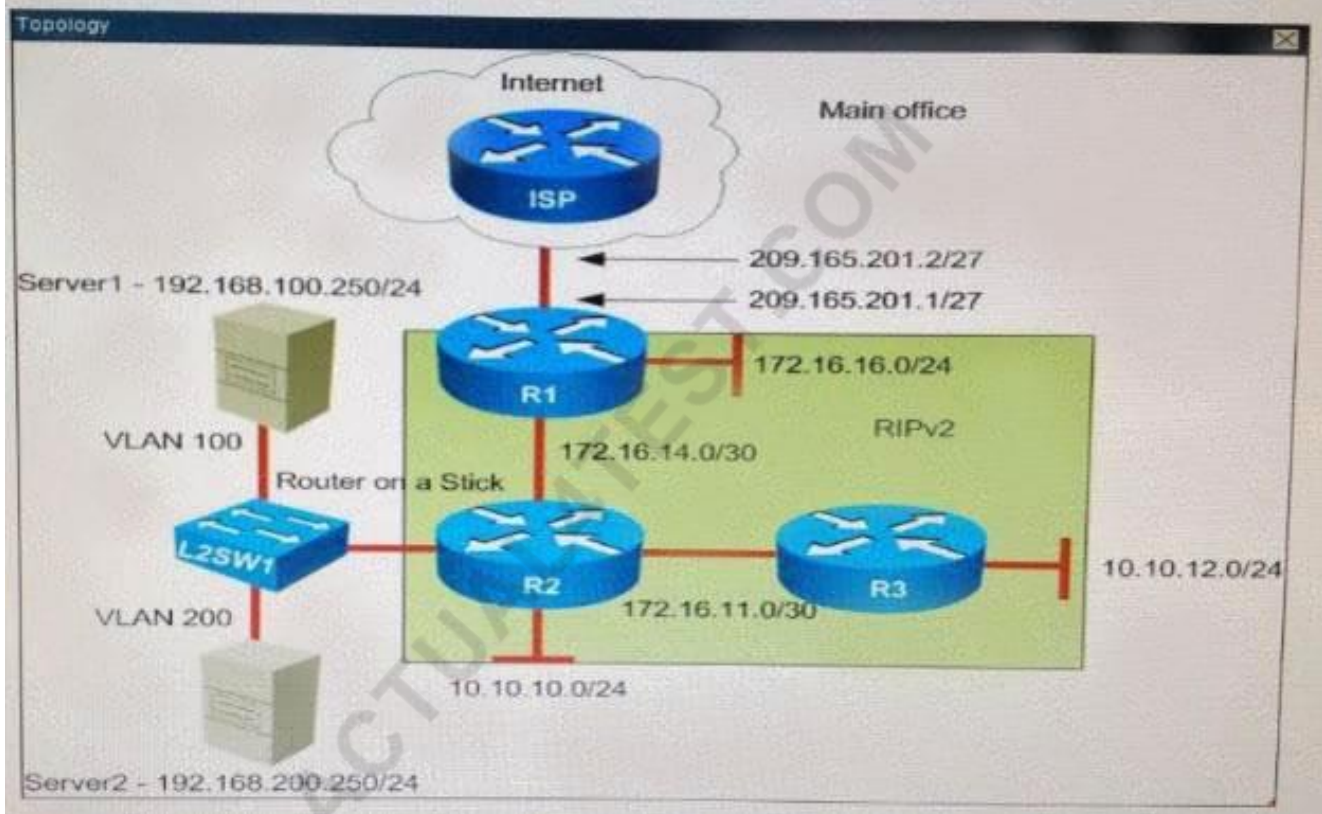 Topology
Internet
Main office
ISP
209.165.201.2/27
Server1 - 192.168.100.250/24
209.165.201.1/27
172.16.16.0/24
R1
RIPv2
VLAN 100
172.16.14.0/30
Router on a Stick
L2SW1
R2
R3
10.10.12.0/24
172.16.11.0/30
VLAN 200
10.10.10.0/24
Server2 - 192.168.200.250/24
ACTUAL4TEST.COM